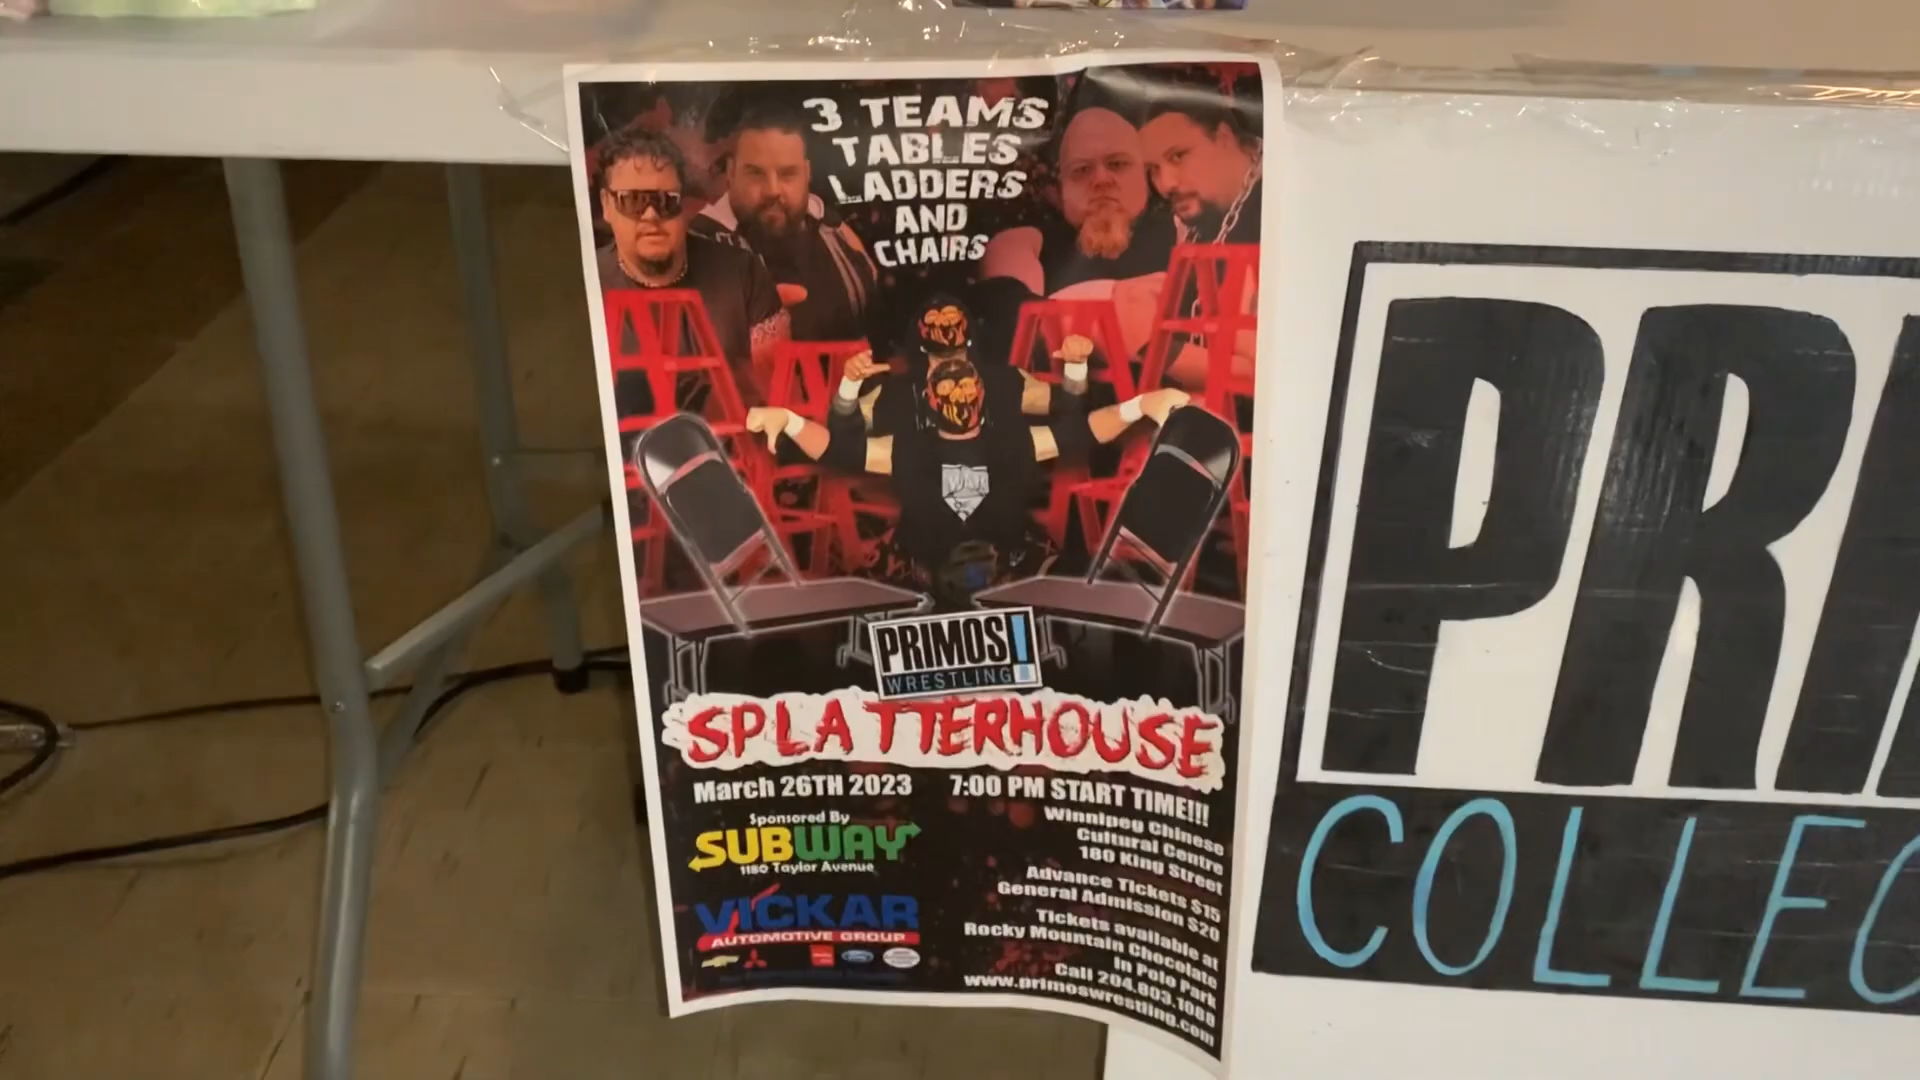 3 TEAMS
TABLES
LADDERS
AND
CHAIRS
PRIMOS!
WRESTLING
SPLATTERHOUSE
March 26TH 2023
7:00 PM START TIME!!!
Sponsored By
SUBWAY
1180 Taylor Avenue
VICKAR
AUTOMOTIVE GROUP
Winnipeg Chinese
Cultural Centre
180 King Street
Advance Tickets $15
General Admission $20
Tickets available at
Rocky Mountain Chocolate
In Polo Park
Call 204.803.1088
www.primoswrestling.com
PRI
COLLEC